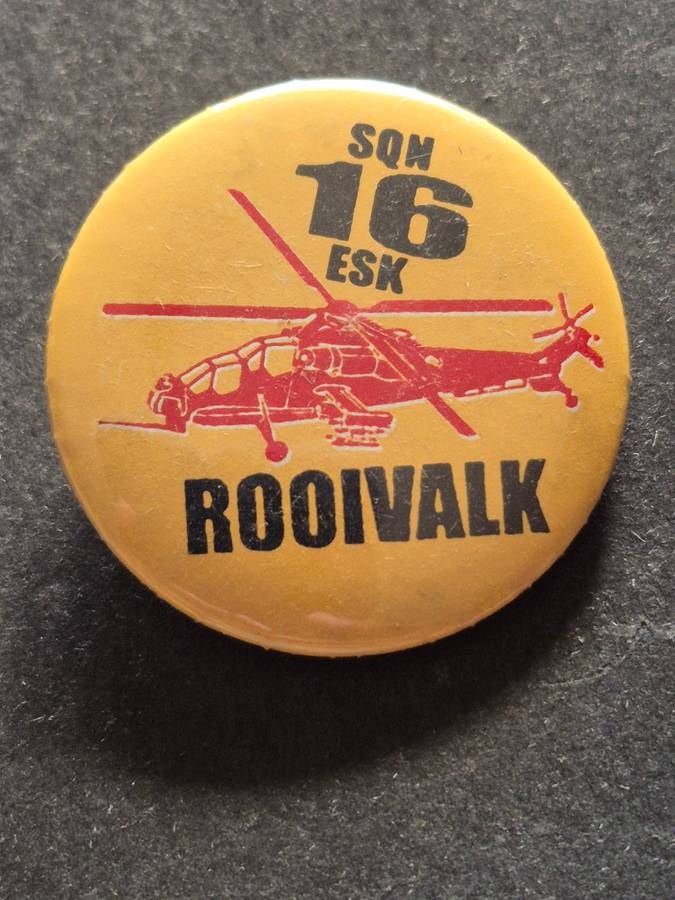 SQN
16
ESK
ROOIVALK